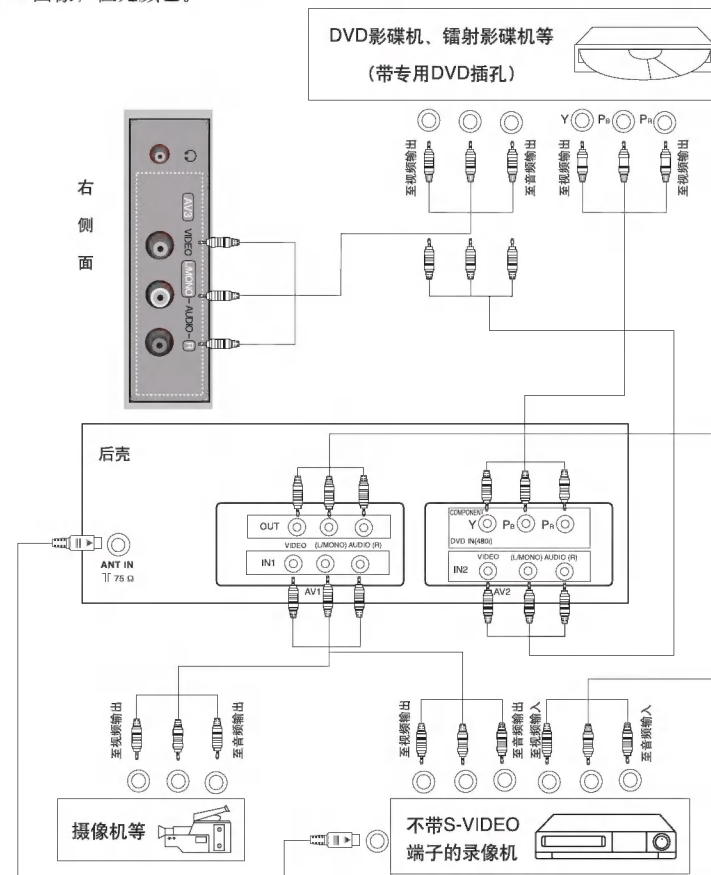 DVD影碟机、镭射影碟机等
(带专用DVD插孔)
Y PB PR
至视频输出
至音频输出
至视频输出
至视频输出
右
侧
面
AV3
VIDEO
L/MONO-AUDIO-R
后壳
ANT IN
75 Ω
OUT
VIDEO (L/MONO) AUDIO (R)
IN1
AV1
COMPONENT
Y PB PR
DVD IN(480i)
VIDEO (L/MONO) AUDIO (R)
IN2
AV2
至视频输出
至音频输出
至视频输出
至音频输出
至视频输入
至音频输入
摄像机等
不带S-VIDEO
端子的录像机